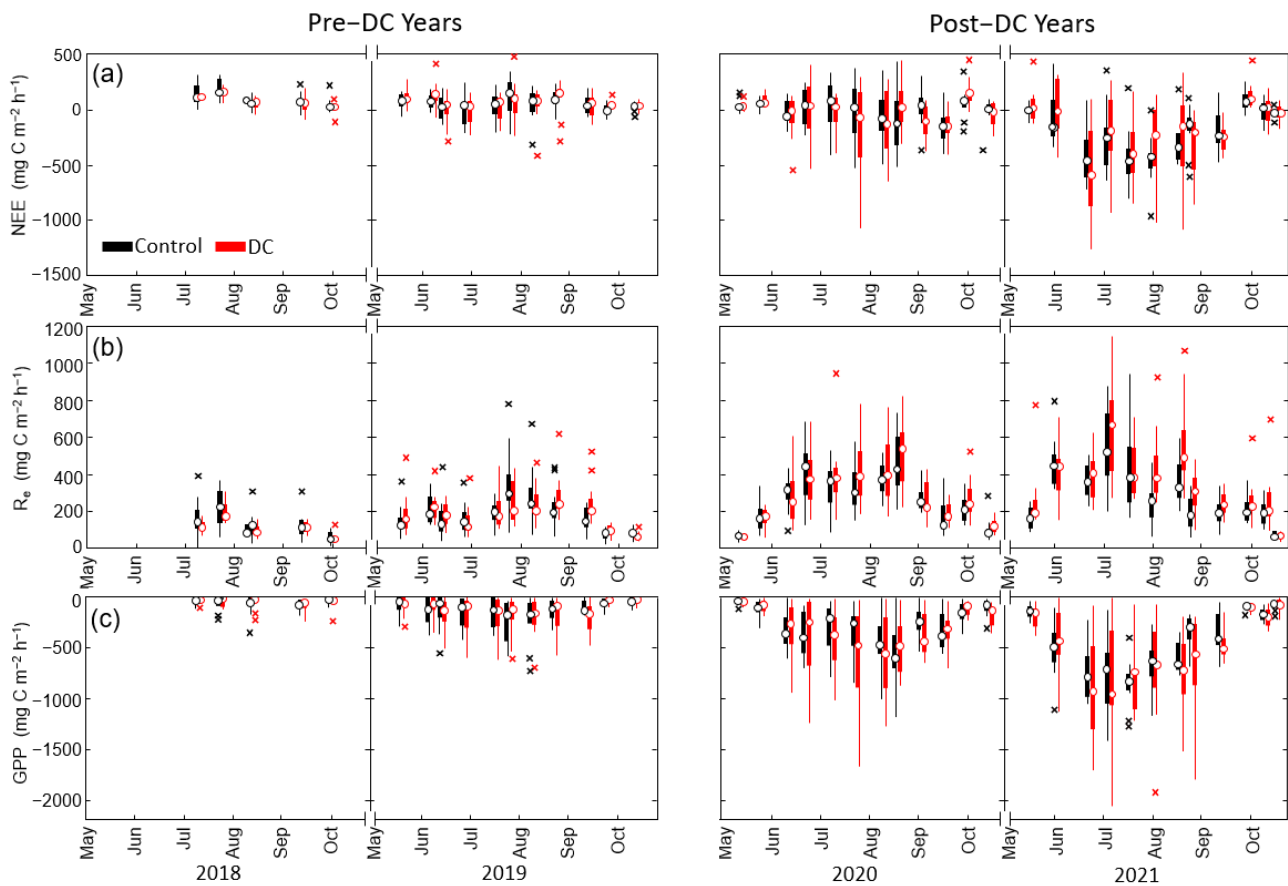 Pre−DC Years
Post−DC Years
(a)
NEE (mg C m⁻² h⁻¹)
500
0
−500
−1000
−1500
Control
DC
May
Jun
Jul
Aug
Sep
Oct
May
Jun
Jul
Aug
Sep
Oct
May
Jun
Jul
Aug
Sep
Oct
May
Jun
Jul
Aug
Sep
Oct
(b)
Rₑ (mg C m⁻² h⁻¹)
1200
1000
800
600
400
200
0
May
Jun
Jul
Aug
Sep
Oct
May
Jun
Jul
Aug
Sep
Oct
May
Jun
Jul
Aug
Sep
Oct
May
Jun
Jul
Aug
Sep
Oct
(c)
GPP (mg C m⁻² h⁻¹)
0
−500
−1000
−1500
−2000
May
Jun
Jul
Aug
Sep
Oct
May
Jun
Jul
Aug
Sep
Oct
May
Jun
Jul
Aug
Sep
Oct
May
Jun
Jul
Aug
Sep
Oct
2018
2019
2020
2021